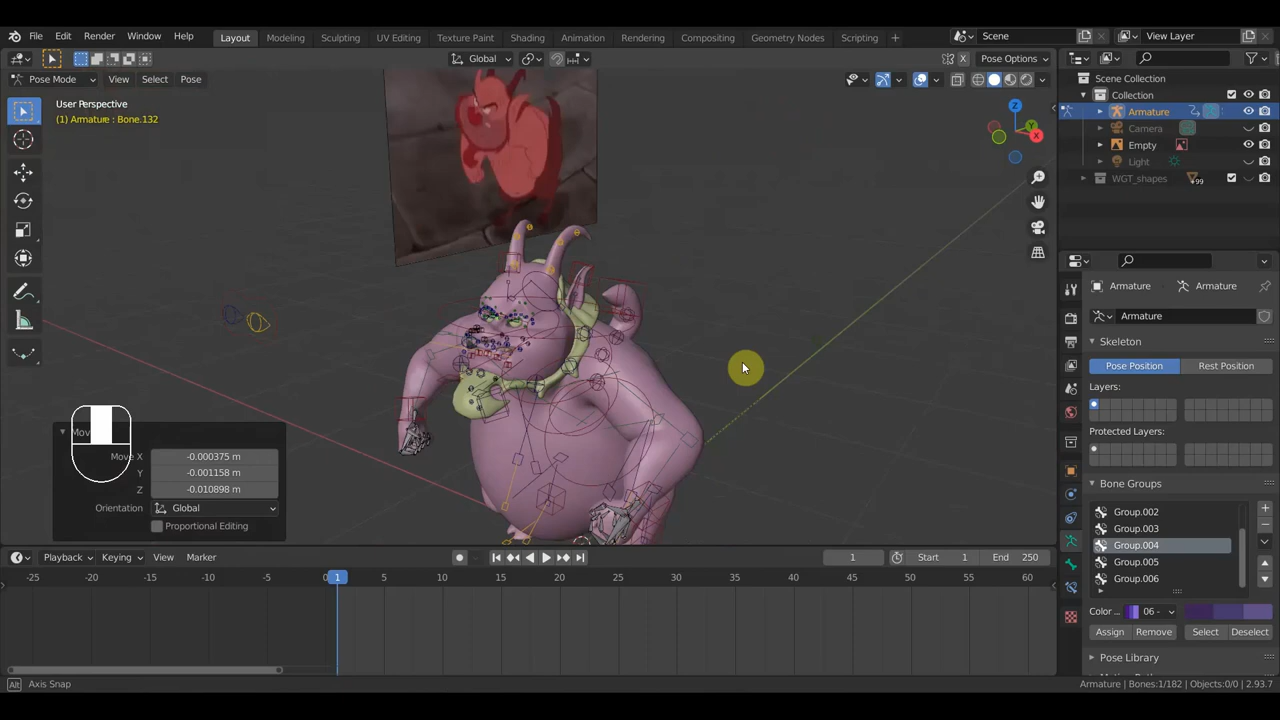 File Edit Render Window Help Layout Modeling Sculpting UV Editing Texture Paint Shading Animation Rendering Compositing Geometry Nodes Scripting + Scene View Layer
Global Pose Options
Pose Mode View Select Pose
User Perspective
(1) Armature : Bone.132
Scene Collection
Collection
Armature
Camera
Empty
Light
WGT_shapes 99
Z
Y
X
Armature Armature
Armature
Skeleton
Pose Position Rest Position
Layers:
Protected Layers:
Bone Groups
Group.002
Group.003
Group.004
Group.005
Group.006
Color ... 06 -
Assign Remove Select Deselect
Pose Library
Mov
Move X -0.000375 m
Y -0.001158 m
Z -0.010898 m
Orientation Global
Proportional Editing
Playback Keying View Marker 1 Start 1 End 250
-25 -20 -15 -10 -5 0 1 5 10 15 20 25 30 35 40 45 50 55 60
Alt Axis Snap
Armature | Bones:1/182 | Objects:0/0 | 2.93.7